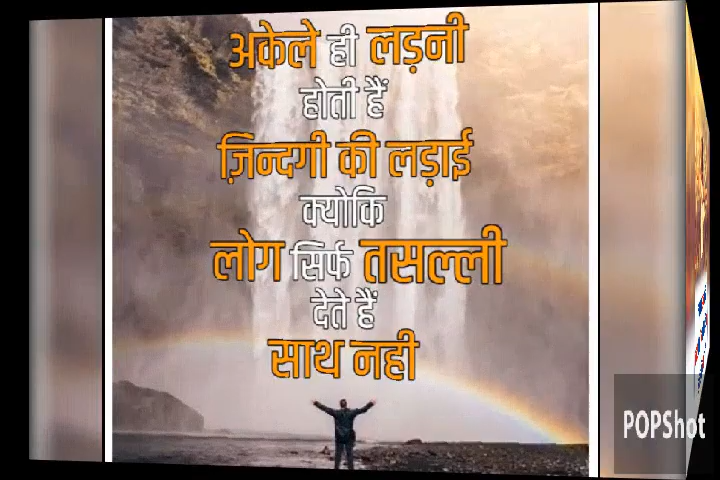 अकेले ही लड़नी
होती हैं
ज़िन्दगी की लड़ाई
क्योकि
लोग सिर्फ तसल्ली
देते हैं
साथ नही
POPShot